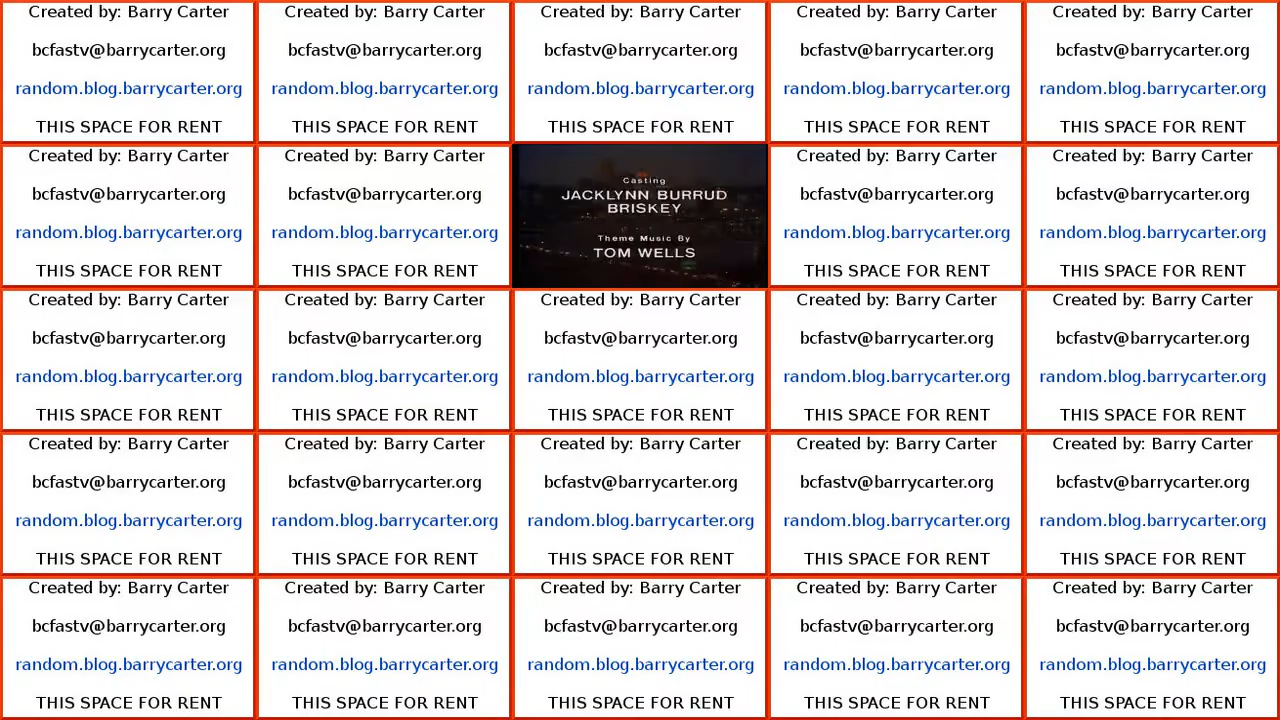 Created by: Barry Carter
bcfastv@barrycarter.org
random.blog.barrycarter.org
THIS SPACE FOR RENT
Created by: Barry Carter
bcfastv@barrycarter.org
random.blog.barrycarter.org
THIS SPACE FOR RENT
Created by: Barry Carter
bcfastv@barrycarter.org
random.blog.barrycarter.org
THIS SPACE FOR RENT
Created by: Barry Carter
bcfastv@barrycarter.org
random.blog.barrycarter.org
THIS SPACE FOR RENT
Created by: Barry Carter
bcfastv@barrycarter.org
random.blog.barrycarter.org
THIS SPACE FOR RENT
Created by: Barry Carter
bcfastv@barrycarter.org
random.blog.barrycarter.org
THIS SPACE FOR RENT
Created by: Barry Carter
bcfastv@barrycarter.org
random.blog.barrycarter.org
THIS SPACE FOR RENT
Casting
JACKLYNN BURRUD
BRISKEY
Theme Music By
TOM WELLS
Created by: Barry Carter
bcfastv@barrycarter.org
random.blog.barrycarter.org
THIS SPACE FOR RENT
Created by: Barry Carter
bcfastv@barrycarter.org
random.blog.barrycarter.org
THIS SPACE FOR RENT
Created by: Barry Carter
bcfastv@barrycarter.org
random.blog.barrycarter.org
THIS SPACE FOR RENT
Created by: Barry Carter
bcfastv@barrycarter.org
random.blog.barrycarter.org
THIS SPACE FOR RENT
Created by: Barry Carter
bcfastv@barrycarter.org
random.blog.barrycarter.org
THIS SPACE FOR RENT
Created by: Barry Carter
bcfastv@barrycarter.org
random.blog.barrycarter.org
THIS SPACE FOR RENT
Created by: Barry Carter
bcfastv@barrycarter.org
random.blog.barrycarter.org
THIS SPACE FOR RENT
Created by: Barry Carter
bcfastv@barrycarter.org
random.blog.barrycarter.org
THIS SPACE FOR RENT
Created by: Barry Carter
bcfastv@barrycarter.org
random.blog.barrycarter.org
THIS SPACE FOR RENT
Created by: Barry Carter
bcfastv@barrycarter.org
random.blog.barrycarter.org
THIS SPACE FOR RENT
Created by: Barry Carter
bcfastv@barrycarter.org
random.blog.barrycarter.org
THIS SPACE FOR RENT
Created by: Barry Carter
bcfastv@barrycarter.org
random.blog.barrycarter.org
THIS SPACE FOR RENT
Created by: Barry Carter
bcfastv@barrycarter.org
random.blog.barrycarter.org
THIS SPACE FOR RENT
Created by: Barry Carter
bcfastv@barrycarter.org
random.blog.barrycarter.org
THIS SPACE FOR RENT
Created by: Barry Carter
bcfastv@barrycarter.org
random.blog.barrycarter.org
THIS SPACE FOR RENT
Created by: Barry Carter
bcfastv@barrycarter.org
random.blog.barrycarter.org
THIS SPACE FOR RENT
Created by: Barry Carter
bcfastv@barrycarter.org
random.blog.barrycarter.org
THIS SPACE FOR RENT